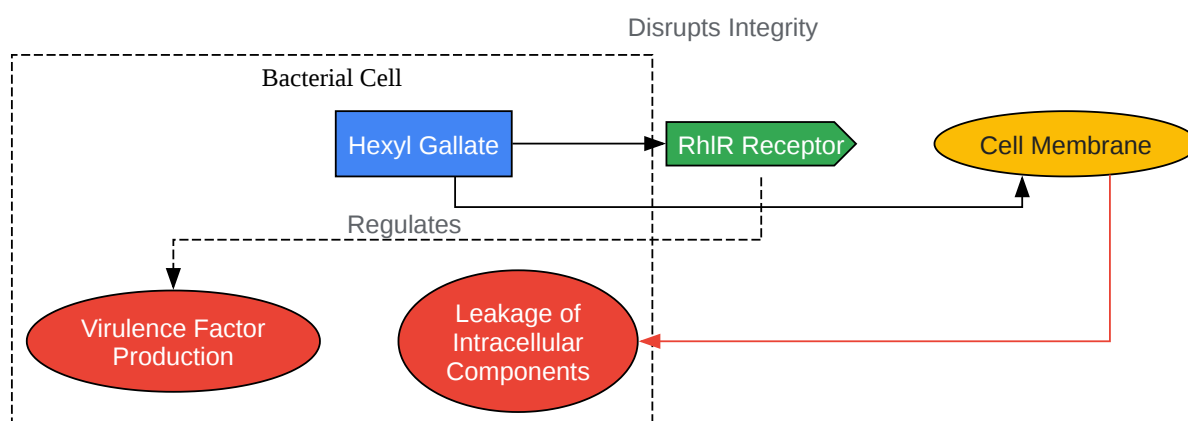 Disrupts Integrity
Bacterial Cell
Hexyl Gallate
RhlR Receptor
Cell Membrane
Regulates
Virulence Factor
Production
Leakage of
Intracellular
Components